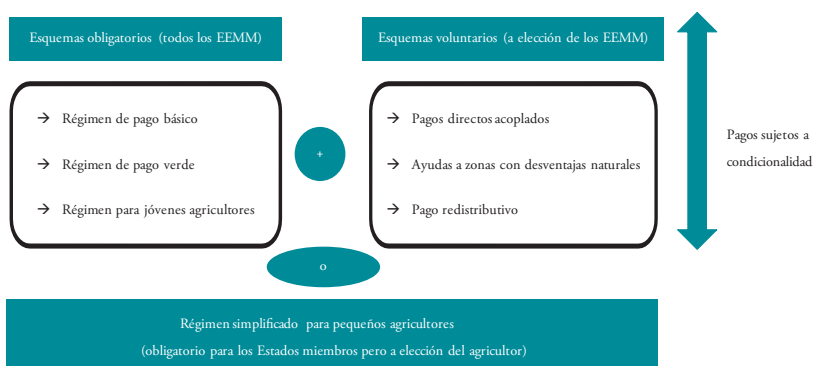 Esquemas obligatorios (todos los EEMM)
Esquemas voluntarios (a elección de los EEMM)
→ Régimen de pago básico
→ Régimen de pago verde
→ Régimen para jóvenes agricultores
+
→ Pagos directos acoplados
→ Ayudas a zonas con desventajas naturales
→ Pago redistributivo
Pagos sujetos a
condicionalidad
o
Régimen simplificado para pequeños agricultores
(obligatorio para los Estados miembros pero a elección del agricultor)